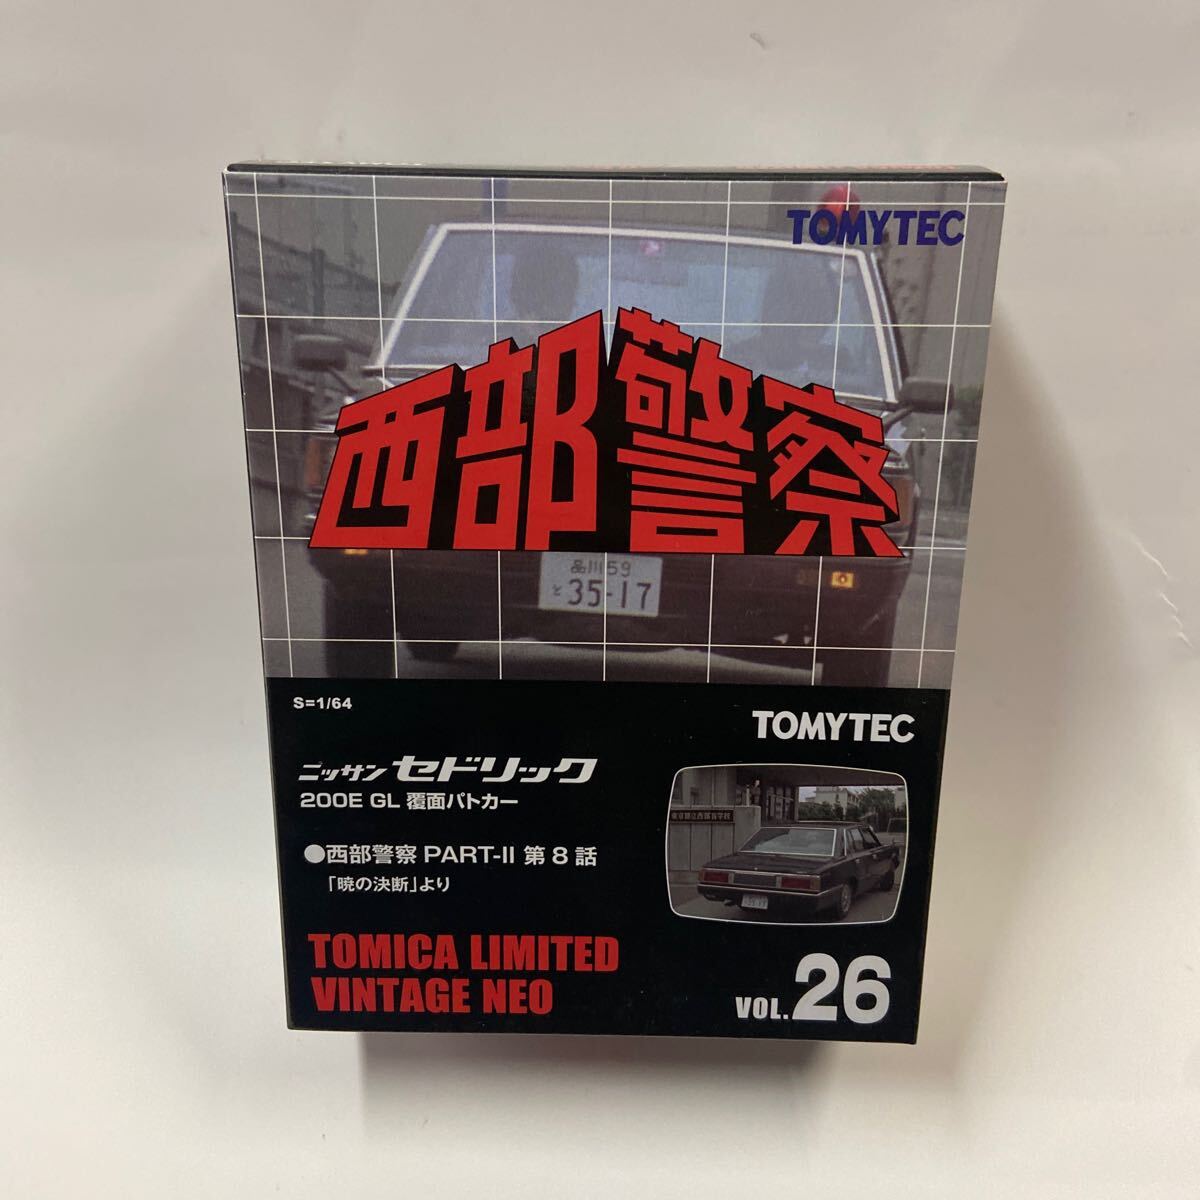 TOMYTEC
西部警察
品川59
と 35-17
S=1/64
TOMYTEC
ニッサン セドリック
200E GL 覆面パトカー
●西部警察 PART-II 第8話
「暁の決断」より
TOMICA LIMITED
VINTAGE NEO
VOL.26
35-17